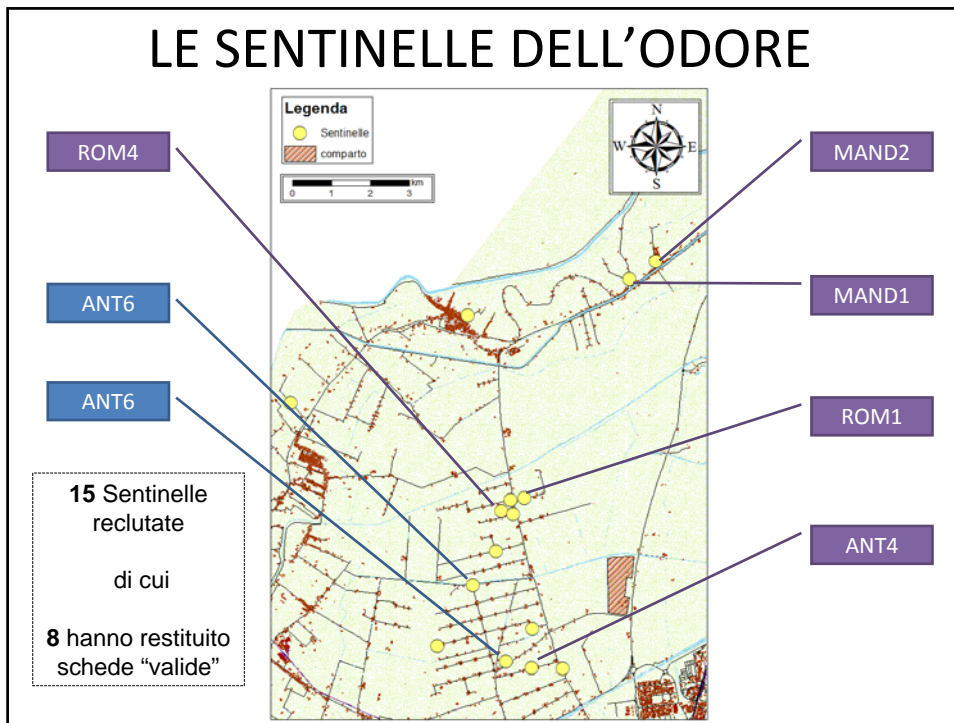 LE SENTINELLE DELL’ODORE
Legenda
Sentinelle
comparto
km
0 1 2 3
N
W E
S
ROM4
MAND2
ANT6
MAND1
ANT6
ROM1
15 Sentinelle
reclutate
di cui
8 hanno restituito
schede “valide”
ANT4